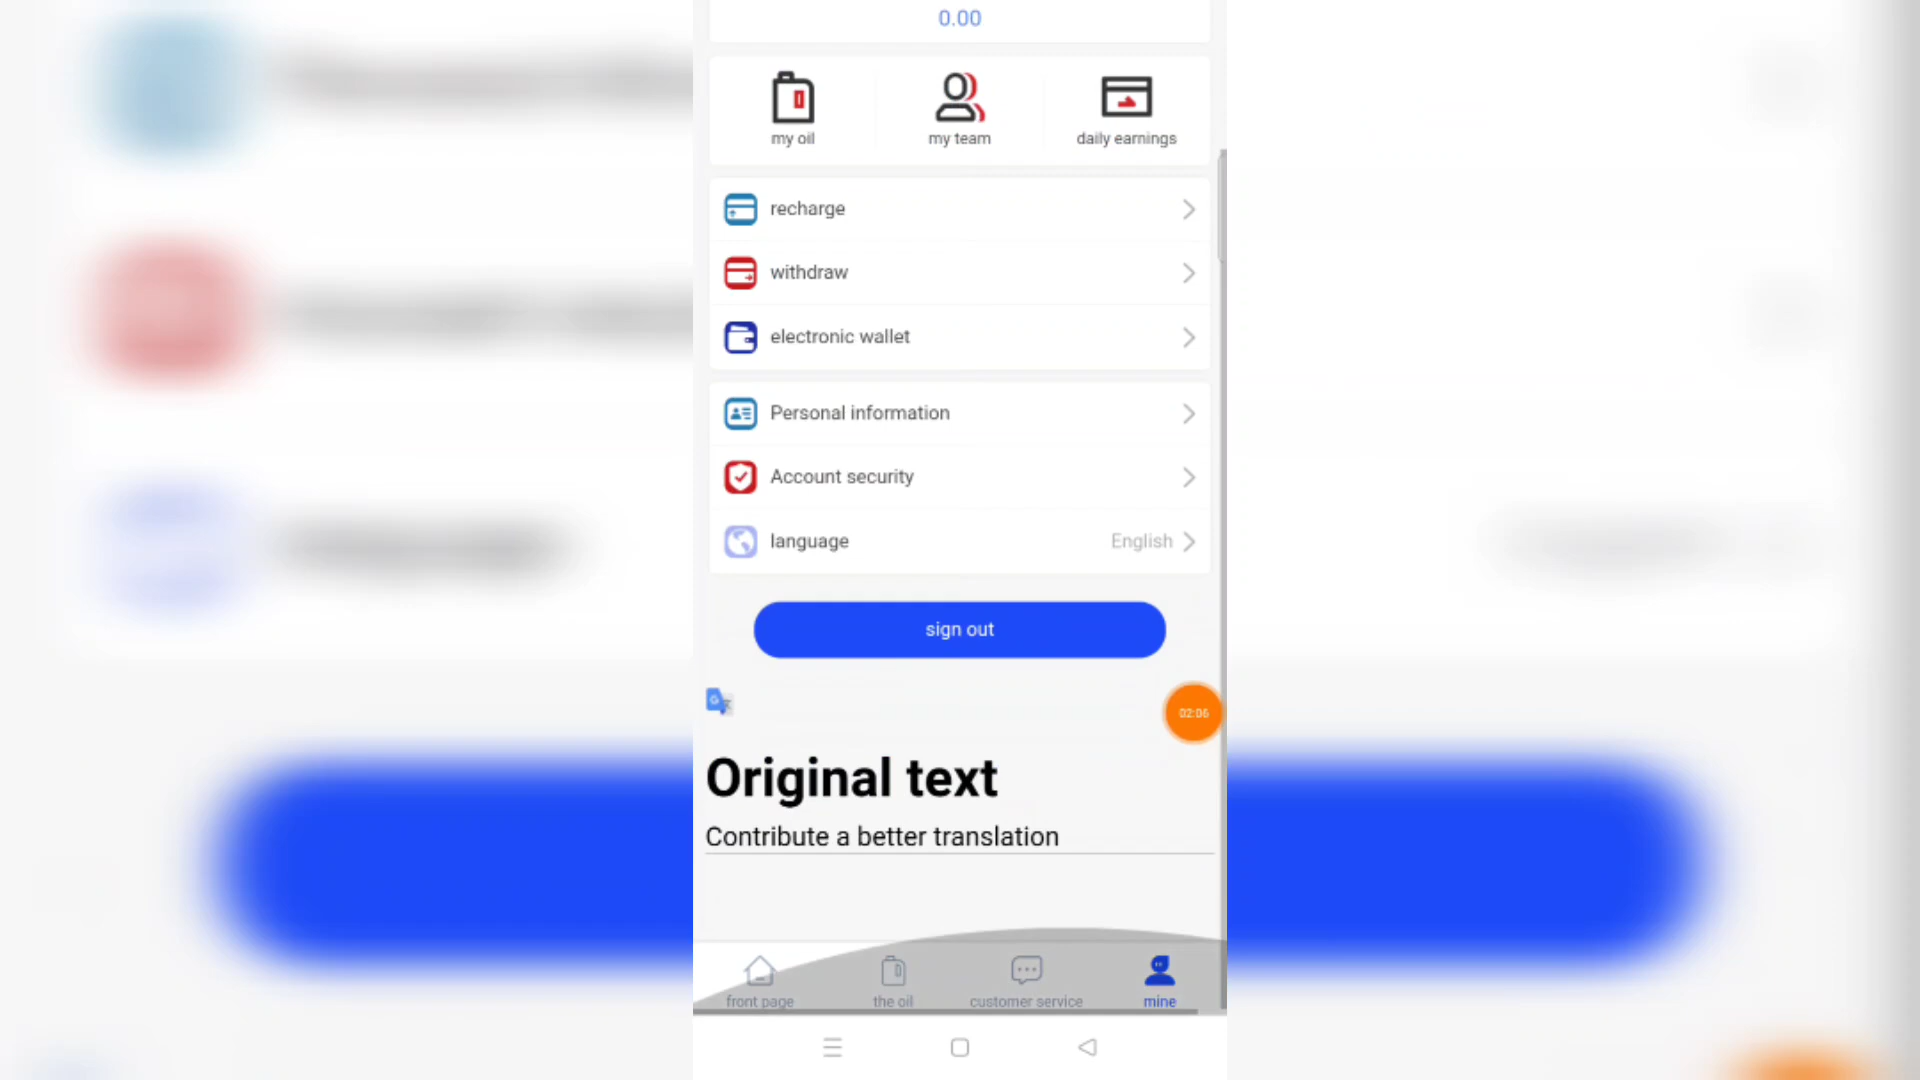 0.00
my oil
my team
daily earnings
recharge
withdraw
electronic wallet
Personal information
Account security
language
English
sign out
02:06
Original text
Contribute a better translation
front page
the oil
customer service
mine